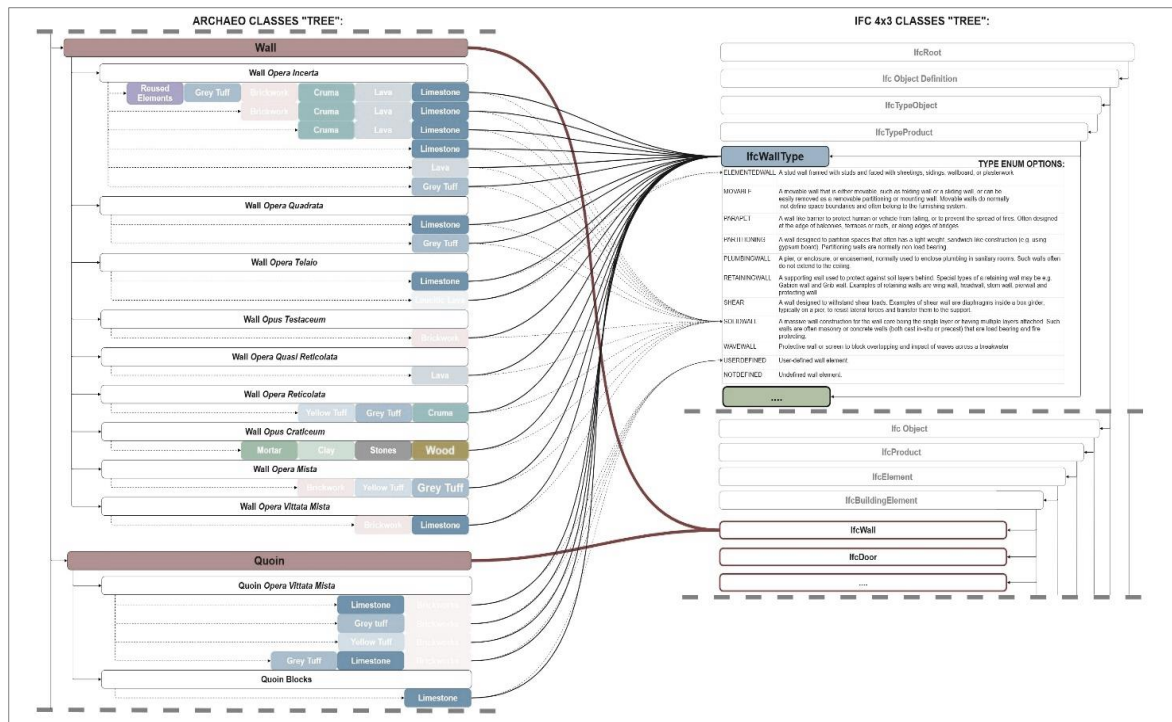 ARCHAEO CLASSES "TREE":
Wall
Wall Opera Incerta
Reused Elements Grey Tuff Brickwork Cruma Lava Limestone
Brickwork Cruma Lava Limestone
Cruma Lava Limestone
Limestone
Lava
Grey Tuff
Wall Opera Quadrata
Limestone
Grey Tuff
Wall Opera Telaio
Limestone
Wall Opus Testaceum
Brickwork
Wall Opera Quasi Reticolata
Lava
Wall Opera Reticolata
Yellow Tuff Grey Tuff Cruma
Wall Opus Craticeum
Mortar Clay Stones Wood
Wall Opera Mista
Brickwork Yellow Tuff Grey Tuff
Wall Opera Vittata Mista
Brickwork Limestone
Quoin
Quoin Opera Vittata Mista
Limestone Brickwork
Grey tuff Brickwork
Yellow Tuff Brickwork
Grey Tuff Limestone Brickwork
Quoin Blocks
Limestone
IFC 4x3 CLASSES "TREE":
IfcRoot
Ifc Object Definition
IfcTypeObject
IfcTypeProduct
IfcWallType
TYPE ENUM OPTIONS:
ELEMENTEDWALL A stud wall framed with studs and faced with sheetings, sidings, wallboard, or plasterwork
MOVABLE A movable wall that is either movable, such as folding wall or a sliding wall, or can be
easily removed as a removable partitioning or mounting wall. Movable walls do normally
not define space boundaries and often belong to the furnishing system.
PARAPET A wall like barrier to protect human or vehicle from falling, or to prevent the spread of fires. Often designed
at the edge of balconies, terraces or roofs, or along edges of bridges
PARTITIONING A wall designed to partition spaces that often has a light weight, sandwich like construction (e.g. using
gypsum board). Partitioning walls are normally non load bearing.
PLUMBINGWALL A pier, or enclosure, or encasement, normally used to enclose plumbing in sanitary rooms. Such walls often
do not extend to the ceiling.
RETAININGWALL A supporting wall used to protect against soil layers behind. Special types of a retaining wall may be e.g.
Gabion wall and Grib wall. Examples of retaining walls are wing wall, headwall, stem wall, pierwall and
protecting wall
SHEAR A wall designed to withstand shear loads. Examples of shear wall are diaphragms inside a box girder,
typically on a pier, to resist lateral forces and transfer them to the support.
SOLIDWALL A massive wall construction for the wall core being the single layer or having multiple layers attached. Such
walls are often masonry or concrete walls (both cast in-situ or precast) that are load bearing and fire
protecting.
WAVEWALL Protective wall or screen to block overtopping and impact of waves across a breakwater
USERDEFINED User-defined wall element.
NOTDEFINED Undefined wall element.
....
Ifc Object
IfcProduct
IfcElement
IfcBuildingElement
IfcWall
IfcDoor
....